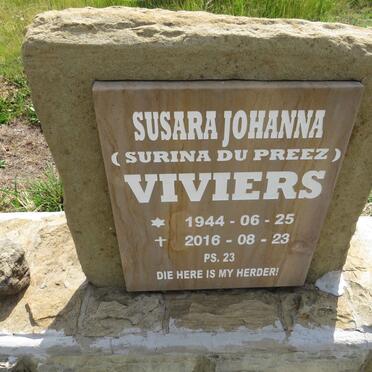 SUSARA JOHANNA
( SURINA DU PREEZ )
VIVIERS
✶ 1944 - 06 - 25
✝ 2016 - 08 - 23
PS. 23
DIE HERE IS MY HERDER!